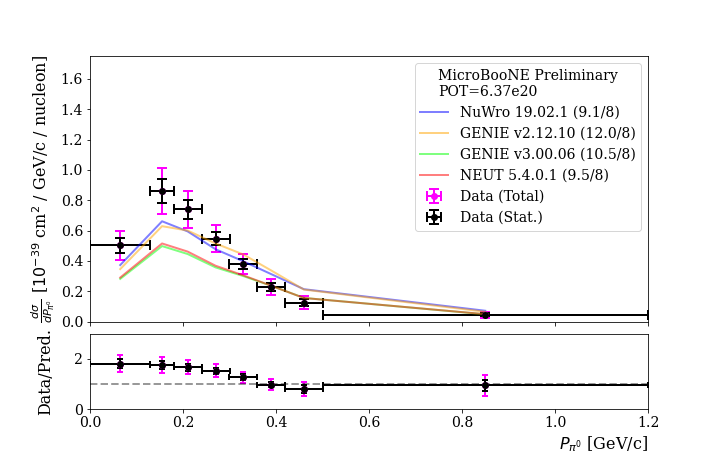 MicroBooNE Preliminary
POT=6.37e20
NuWro 19.02.1 (9.1/8)
GENIE v2.12.10 (12.0/8)
GENIE v3.00.06 (10.5/8)
NEUT 5.4.0.1 (9.5/8)
Data (Total)
Data (Stat.)
1.6
1.4
1.2
1.0
0.8
0.6
0.4
0.2
0.0
dσ/dP_π⁰ [10⁻³⁹ cm² / GeV/c / nucleon]
2
0
Data/Pred.
0.0 0.2 0.4 0.6 0.8 1.0 1.2
P_π⁰ [GeV/c]